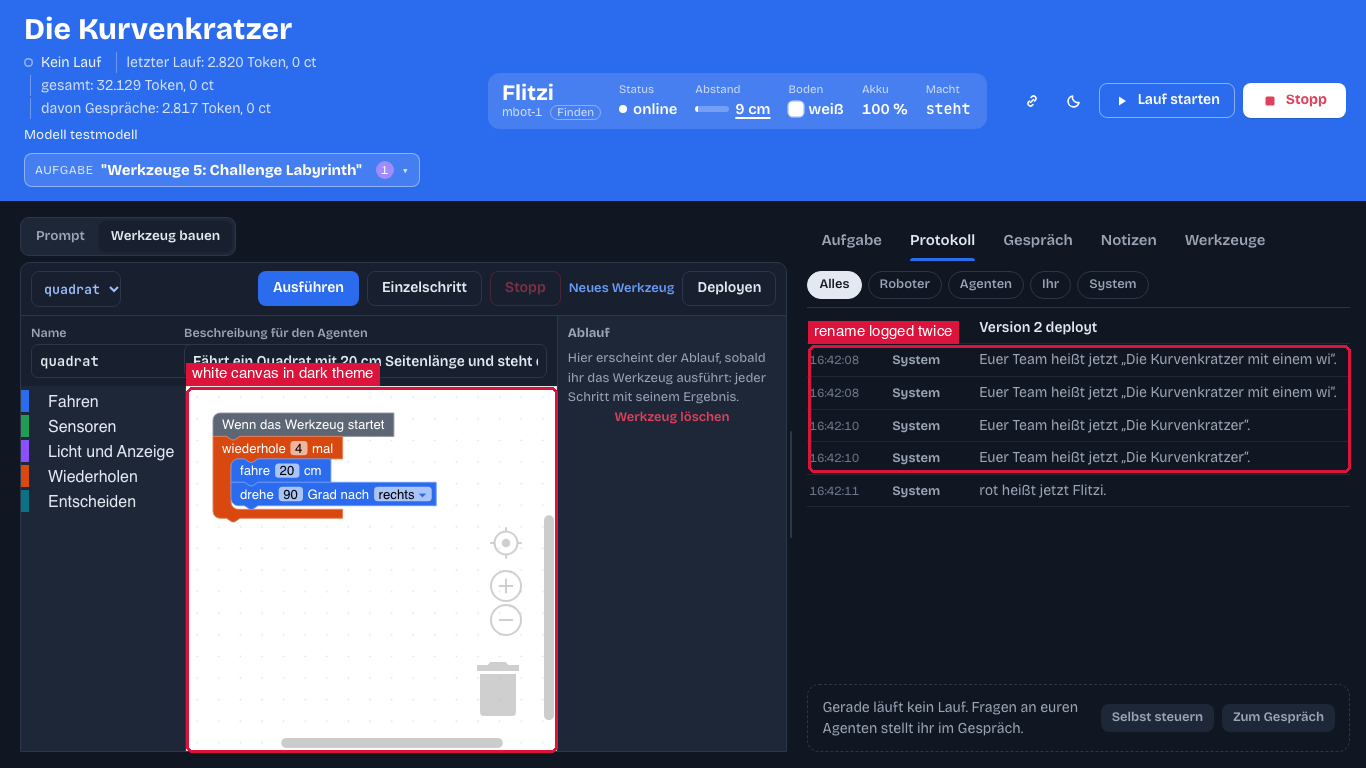 Die Kurvenkratzer
Kein Lauf
letzter Lauf: 2.820 Token, 0 ct
gesamt: 32.129 Token, 0 ct
davon Gespräche: 2.817 Token, 0 ct
Modell testmodell
AUFGABE "Werkzeuge 5: Challenge Labyrinth" 1
Flitzi
mbot-1 Finden
Status
online
Abstand
9 cm
Boden
weiß
Akku
100 %
Macht
steht
Lauf starten
Stopp
Prompt
Werkzeug bauen
quadrat
Ausführen
Einzelschritt
Stopp
Neues Werkzeug
Deployen
Name
Beschreibung für den Agenten
quadrat
Fährt ein Quadrat mit 20 cm Seitenlänge und steht
white canvas in dark theme
Fahren
Sensoren
Licht und Anzeige
Wiederholen
Entscheiden
Wenn das Werkzeug startet
wiederhole 4 mal
fahre 20 cm
drehe 90 Grad nach rechts
Ablauf
Hier erscheint der Ablauf, sobald
ihr das Werkzeug ausführt: jeder
Schritt mit seinem Ergebnis.
Werkzeug löschen
Aufgabe
Protokoll
Gespräch
Notizen
Werkzeuge
Alles
Roboter
Agenten
Ihr
System
rename logged twice
Version 2 deployt
16:42:08 System Euer Team heißt jetzt „Die Kurvenkratzer mit einem wi“.
16:42:08 System Euer Team heißt jetzt „Die Kurvenkratzer mit einem wi“.
16:42:10 System Euer Team heißt jetzt „Die Kurvenkratzer“.
16:42:10 System Euer Team heißt jetzt „Die Kurvenkratzer“.
16:42:11 System rot heißt jetzt Flitzi.
Gerade läuft kein Lauf. Fragen an euren
Agenten stellt ihr im Gespräch.
Selbst steuern
Zum Gespräch